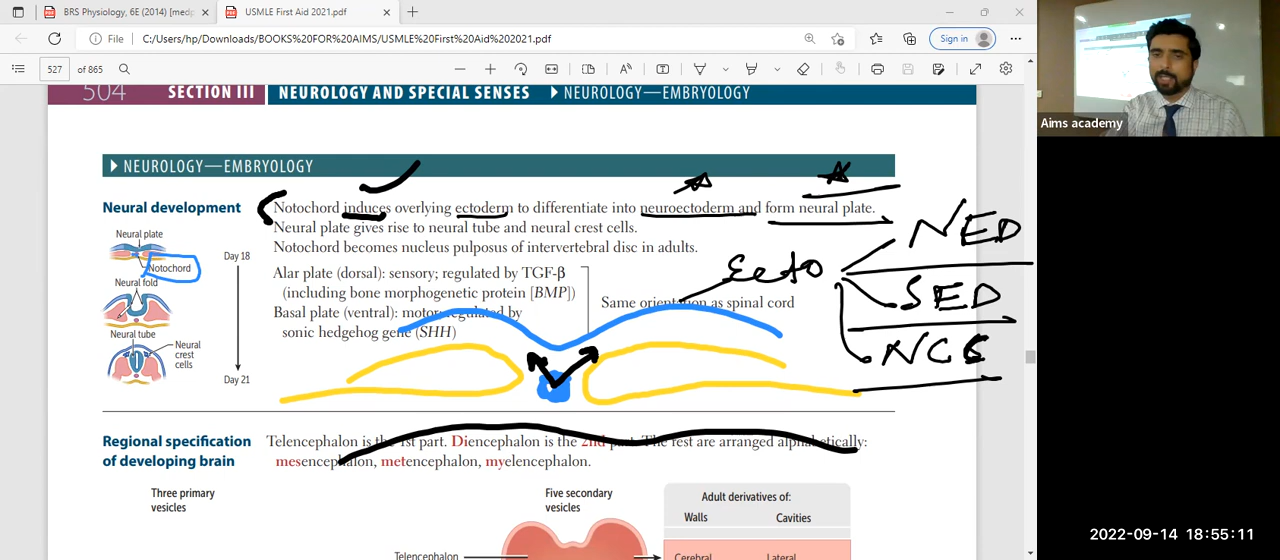 BRS Physiology, 6E (2014) [medp
USMLE First Aid 2021.pdf
File
C:/Users/hp/Downloads/BOOKS%20FOR%20AIMS/USMLE%20First%20Aid%202021.pdf
Sign in
527 of 865
504 SECTION III NEUROLOGY AND SPECIAL SENSES NEUROLOGY—EMBRYOLOGY
Aims academy
NEUROLOGY—EMBRYOLOGY
Neural development
Notochord induces overlying ectoderm to differentiate into neuroectoderm and form neural plate.
Neural plate gives rise to neural tube and neural crest cells.
Notochord becomes nucleus pulposus of intervertebral disc in adults.
Alar plate (dorsal): sensory; regulated by TGF-β
(including bone morphogenetic protein [BMP])
Basal plate (ventral): motor; regulated by
sonic hedgehog gene (SHH)
Same orientation as spinal cord
Neural plate
Day 18
Notochord
Neural fold
Neural tube
Neural
crest
cells
Day 21
Ecto
NED
SED
NCC
Regional specification
of developing brain
Telencephalon is the 1st part. Diencephalon is the 2nd part. The rest are arranged alphabetically:
mesencephalon, metencephalon, myelencephalon.
Three primary
vesicles
Five secondary
vesicles
Adult derivatives of:
Walls Cavities
Telencephalon
Cerebral Lateral
2022-09-14 18:55:11